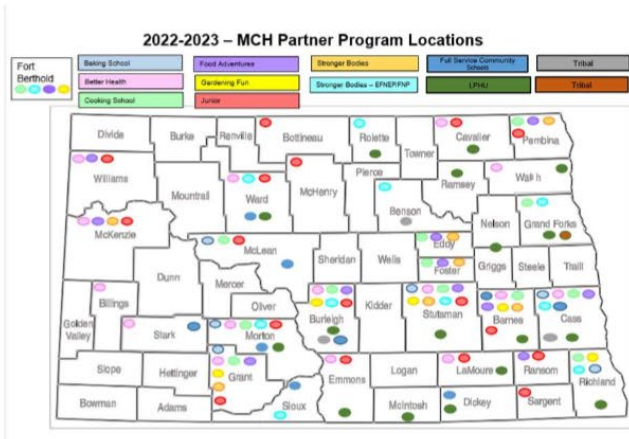 2022-2023 – MCH Partner Program Locations
Fort
Berthold
Baking School
Food Adventures
Stronger Bodies
Full Service Community
Schools
Tribal
Better Health
Gardening Fun
Stronger Bodies – EFNEP/FNP
LPHU
Tribal
Cooking School
Junior
Divide
Burke
Renville
Bottineau
Rolette
Towner
Cavalier
Pembina
Williams
Mountrail
Ward
McHenry
Pierce
Ramsey
Walsh
Benson
Nelson
Grand Forks
McKenzie
McLean
Sheridan
Wells
Eddy
Foster
Griggs
Steele
Traill
Dunn
Mercer
Oliver
Billings
Golden
Valley
Stark
Morton
Burleigh
Kidder
Stutsman
Barnes
Cass
Slope
Hettinger
Grant
Emmons
Logan
LaMoure
Ransom
Richland
Bowman
Adams
Sioux
McIntosh
Dickey
Sargent